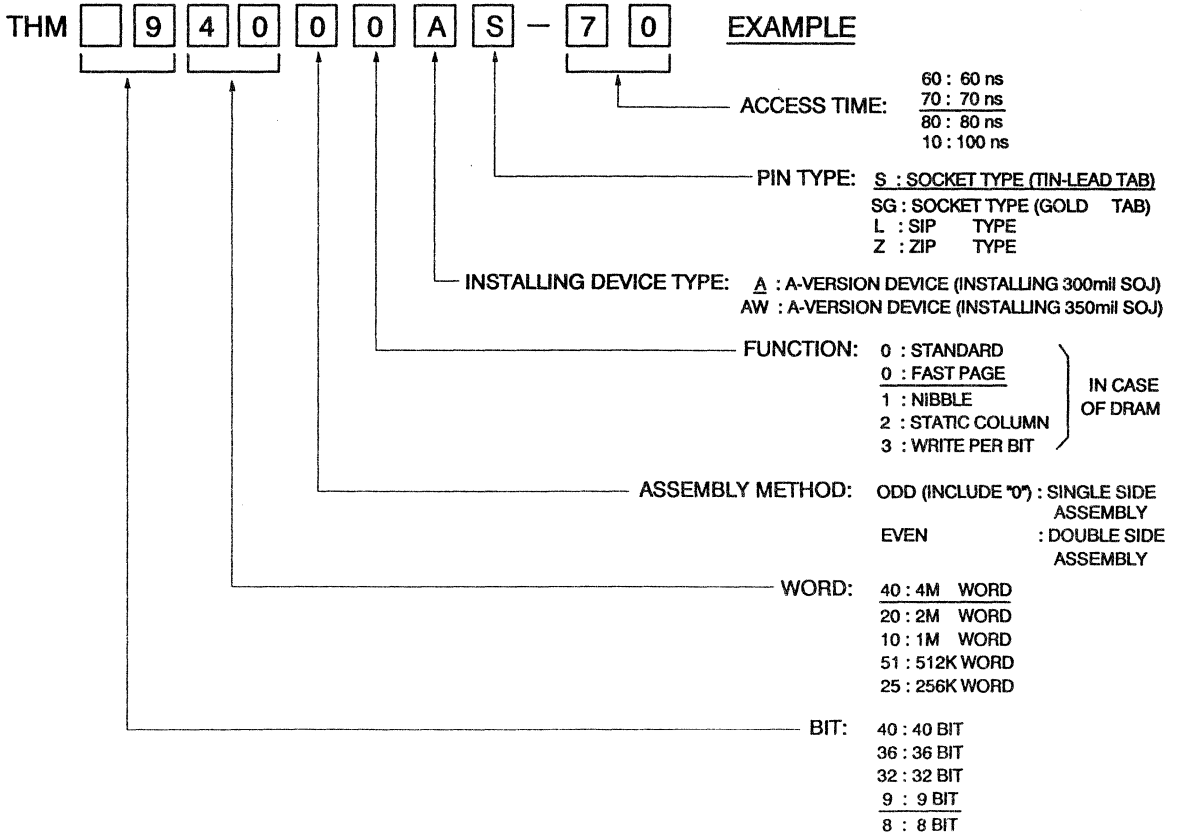 THM 9 4 0 0 0 A S – 7 0 EXAMPLE
ACCESS TIME: 60 : 60 ns
70 : 70 ns
80 : 80 ns
10 : 100 ns
PIN TYPE: S : SOCKET TYPE (TIN-LEAD TAB)
SG : SOCKET TYPE (GOLD TAB)
L : SIP TYPE
Z : ZIP TYPE
INSTALLING DEVICE TYPE: A : A-VERSION DEVICE (INSTALLING 300mil SOJ)
AW : A-VERSION DEVICE (INSTALLING 350mil SOJ)
FUNCTION: 0 : STANDARD
0 : FAST PAGE
1 : NIBBLE
2 : STATIC COLUMN
3 : WRITE PER BIT
IN CASE
OF DRAM
ASSEMBLY METHOD: ODD (INCLUDE "0") : SINGLE SIDE
ASSEMBLY
EVEN : DOUBLE SIDE
ASSEMBLY
WORD: 40 : 4M WORD
20 : 2M WORD
10 : 1M WORD
51 : 512K WORD
25 : 256K WORD
BIT: 40 : 40 BIT
36 : 36 BIT
32 : 32 BIT
9 : 9 BIT
8 : 8 BIT